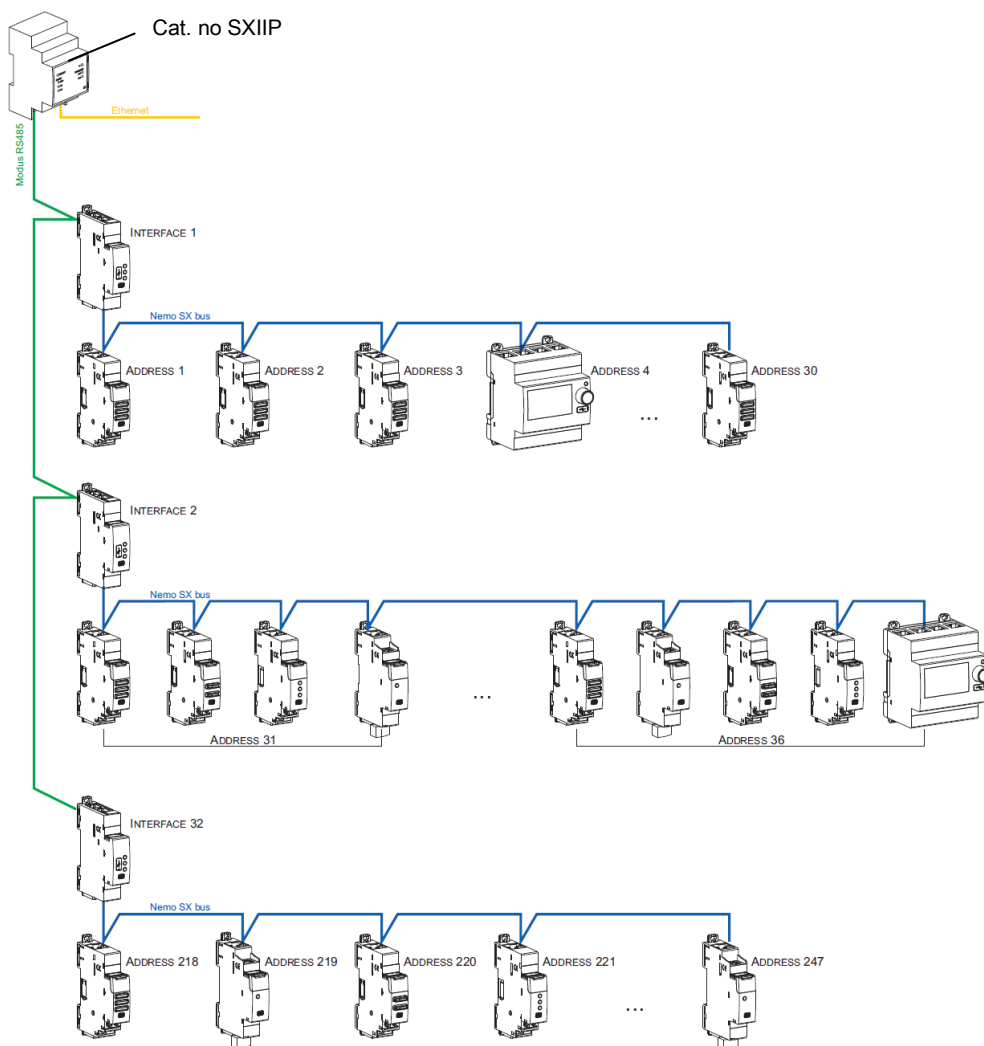 Cat. no SXIIP
Ethernet
Modus RS485
INTERFACE 1
Nemo SX bus
ADDRESS 1
ADDRESS 2
ADDRESS 3
ADDRESS 4
ADDRESS 30
...
INTERFACE 2
Nemo SX bus
...
ADDRESS 31
ADDRESS 36
INTERFACE 32
Nemo SX bus
ADDRESS 218
ADDRESS 219
ADDRESS 220
ADDRESS 221
ADDRESS 247
...